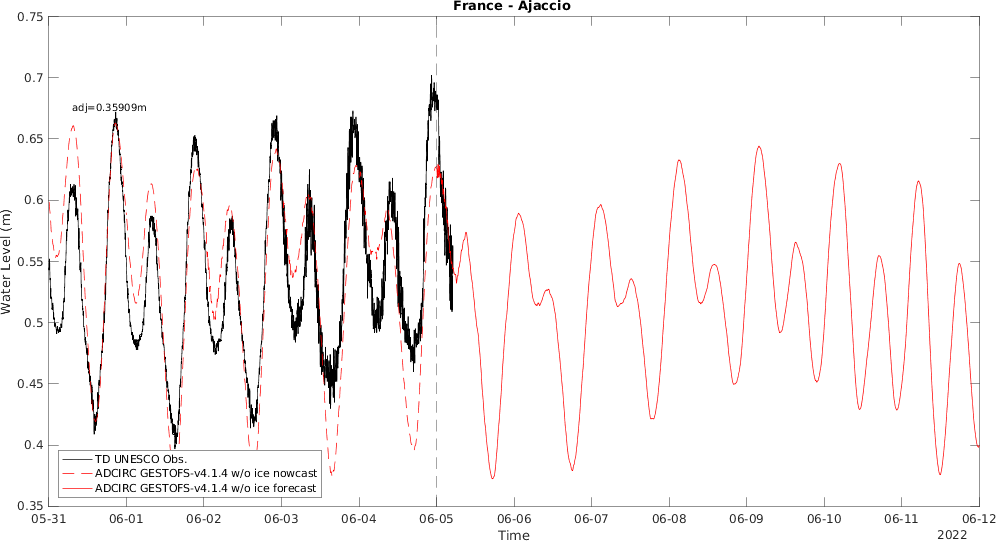 France - Ajaccio
0.75
0.7
0.65
0.6
0.55
0.5
0.45
0.4
0.35
Water Level (m)
adj=0.35909m
TD UNESCO Obs.
ADCIRC GESTOFS-v4.1.4 w/o ice nowcast
ADCIRC GESTOFS-v4.1.4 w/o ice forecast
05-31 06-01 06-02 06-03 06-04 06-05 06-06 06-07 06-08 06-09 06-10 06-11 06-12
Time
2022